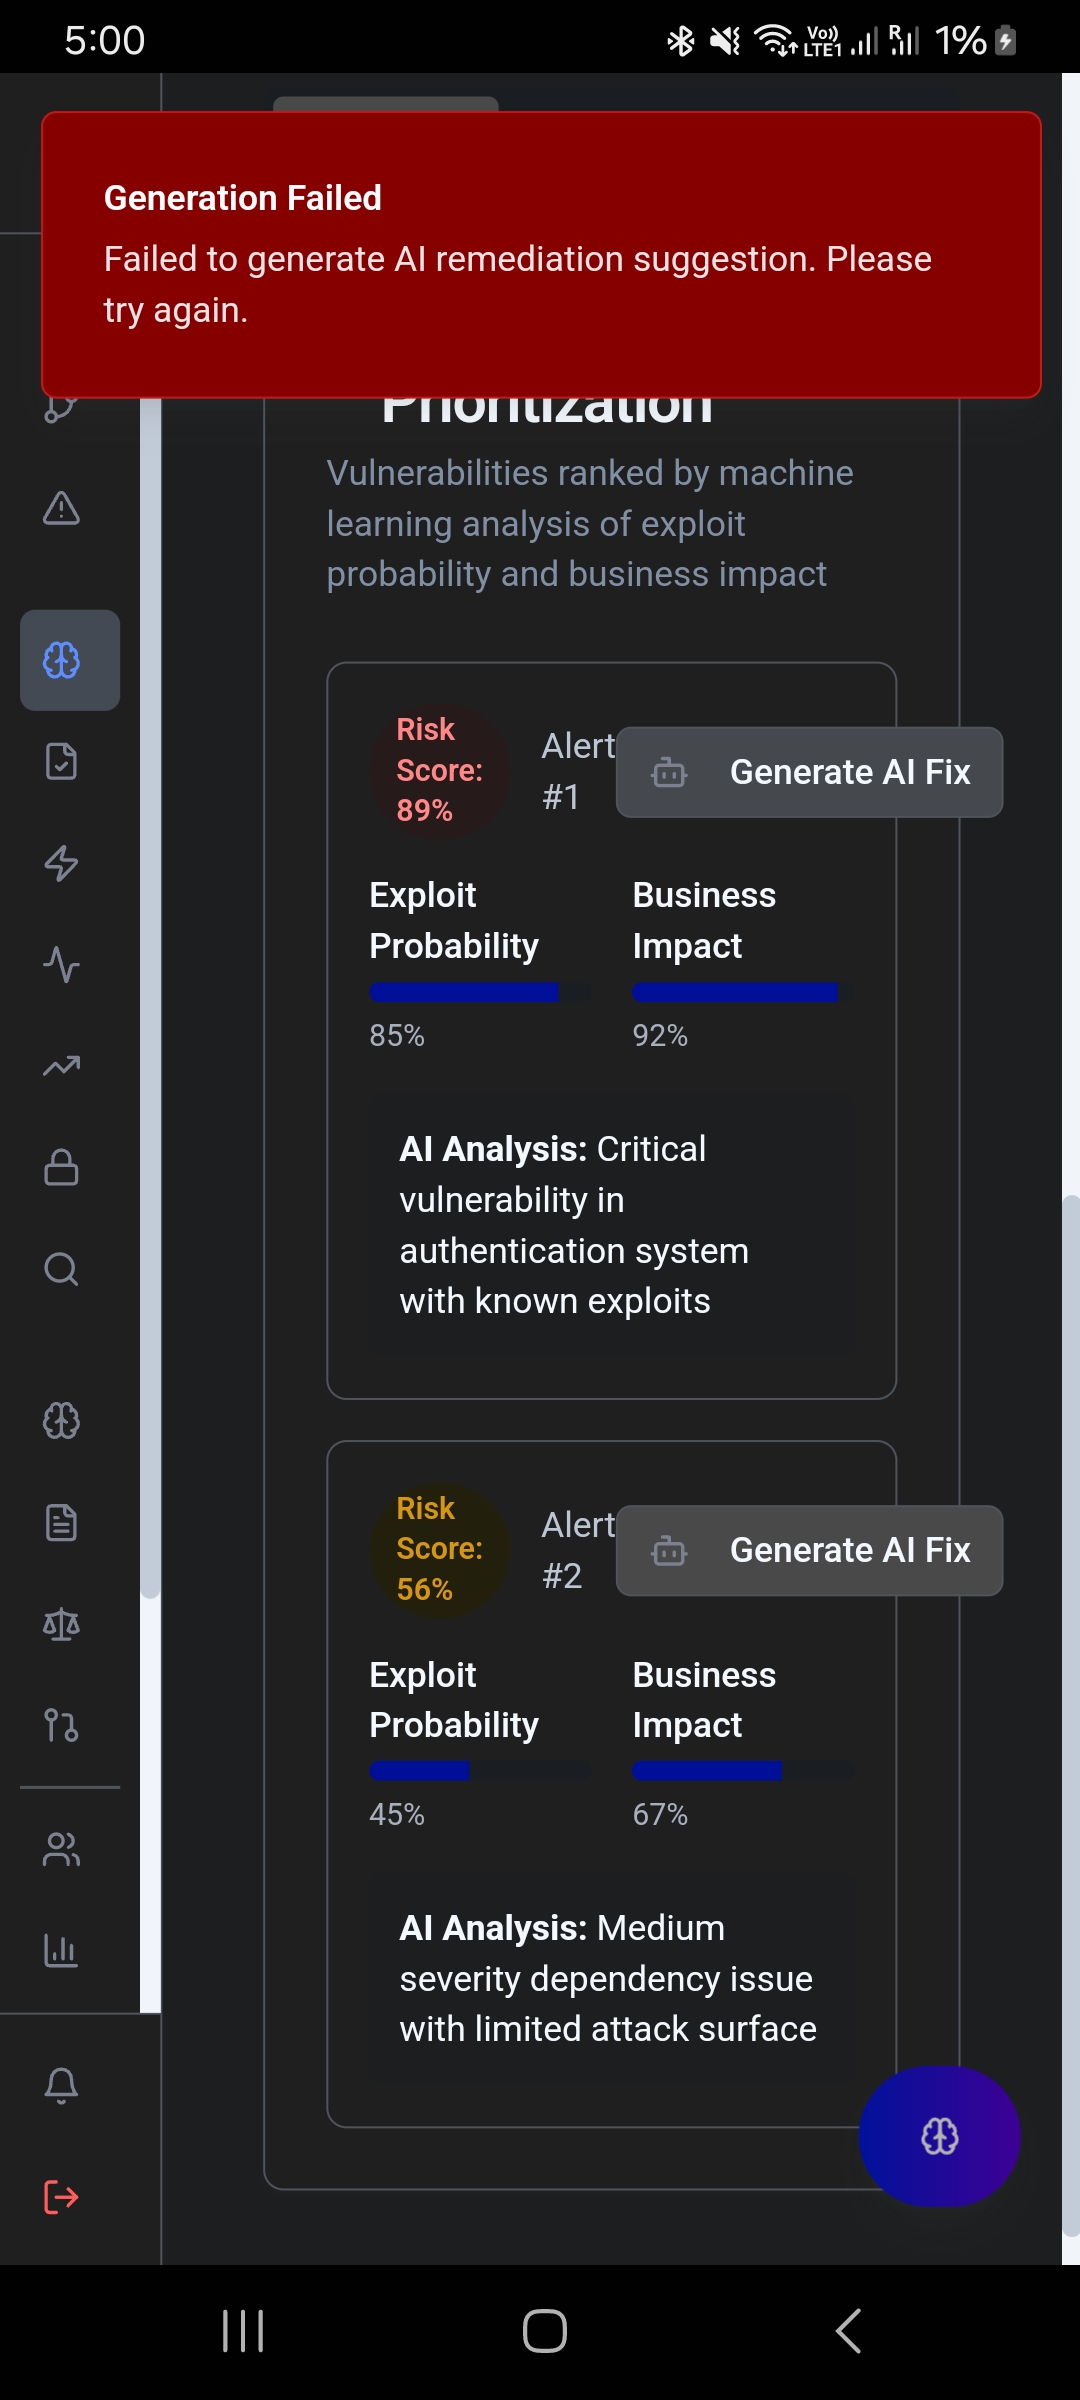 5:00
Vo)) LTE1 R 1%
Generation Failed
Failed to generate AI remediation suggestion. Please
try again.
Prioritization
Vulnerabilities ranked by machine
learning analysis of exploit
probability and business impact
Risk
Score:
89%
Alert
#1
Generate AI Fix
Exploit
Probability
85%
Business
Impact
92%
AI Analysis: Critical
vulnerability in
authentication system
with known exploits
Risk
Score:
56%
Alert
#2
Generate AI Fix
Exploit
Probability
45%
Business
Impact
67%
AI Analysis: Medium
severity dependency issue
with limited attack surface